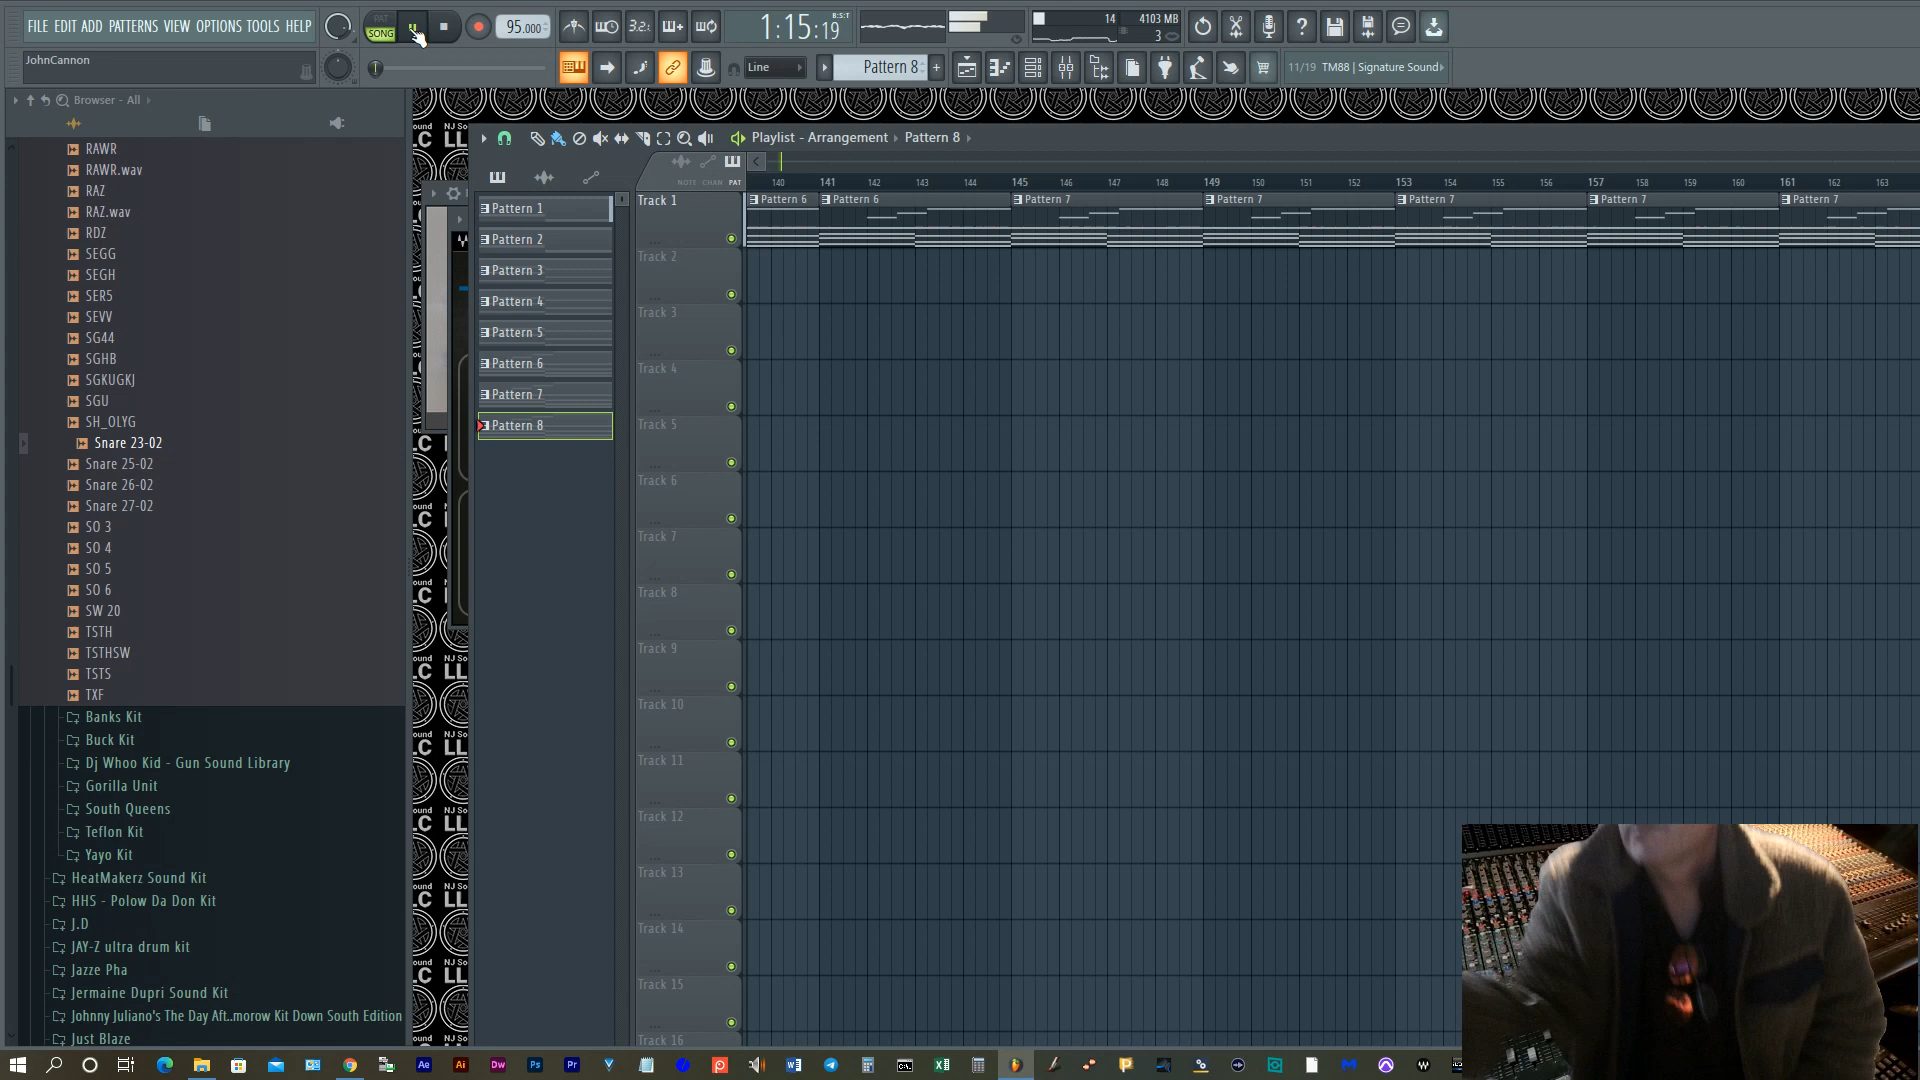 FILE EDIT ADD PATTERNS VIEW OPTIONS TOOLS HELP
PAT
SONG
95.000
3.2.
1:15:19
B:S:T
14
4103 MB
3
JohnCannon
Line
Pattern 8
11/19 TM88 | Signature Sound
Browser - All
Playlist - Arrangement › Pattern 8
NOTE CHAN PAT
140 141 142 143 144 145 146 147 148 149 150 151 152 153 154 155 156 157 158 159 160 161 162 163
Pattern 6 Pattern 6 Pattern 7 Pattern 7 Pattern 7 Pattern 7 Pattern 7
RAWR
RAWR.wav
RAZ
RAZ.wav
RDZ
SEGG
SEGH
SER5
SEVV
SG44
SGHB
SGKUGKJ
SGU
SH_OLYG
Snare 23-02
Snare 25-02
Snare 26-02
Snare 27-02
SO 3
SO 4
SO 5
SO 6
SW 20
TSTH
TSTHSW
TSTS
TXF
Banks Kit
Buck Kit
Dj Whoo Kid - Gun Sound Library
Gorilla Unit
South Queens
Teflon Kit
Yayo Kit
HeatMakerz Sound Kit
HHS - Polow Da Don Kit
J.D
JAY-Z ultra drum kit
Jazze Pha
Jermaine Dupri Sound Kit
Johnny Juliano's The Day Aft..morow Kit Down South Edition
Just Blaze
Pattern 1
Pattern 2
Pattern 3
Pattern 4
Pattern 5
Pattern 6
Pattern 7
Pattern 8
Track 1
Track 2
Track 3
Track 4
Track 5
Track 6
Track 7
Track 8
Track 9
Track 10
Track 11
Track 12
Track 13
Track 14
Track 15
Track 16